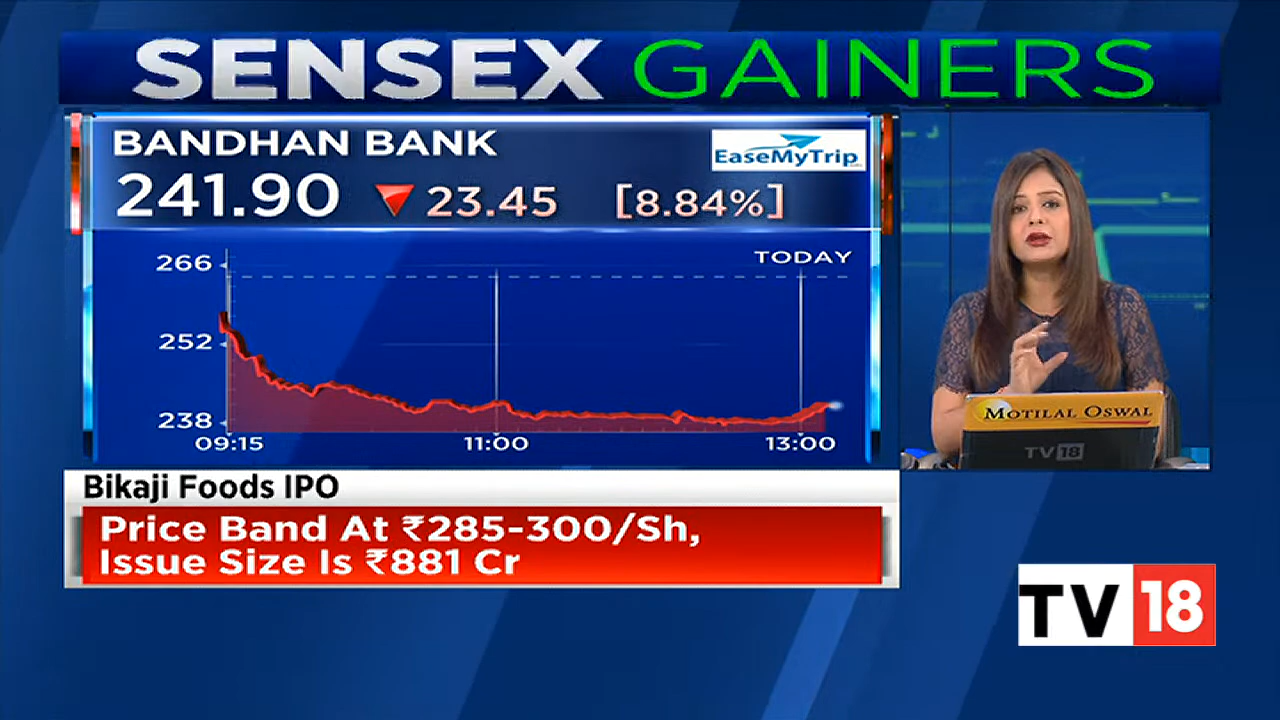 SENSEX GAINERS
BANDHAN BANK
EaseMyTrip
241.90 ▼ 23.45 [8.84%]
TODAY
266
252
238
09:15 11:00 13:00
MOTILAL OSWAL
TV18
Bikaji Foods IPO
Price Band At ₹285-300/Sh,
Issue Size Is ₹881 Cr
TV18